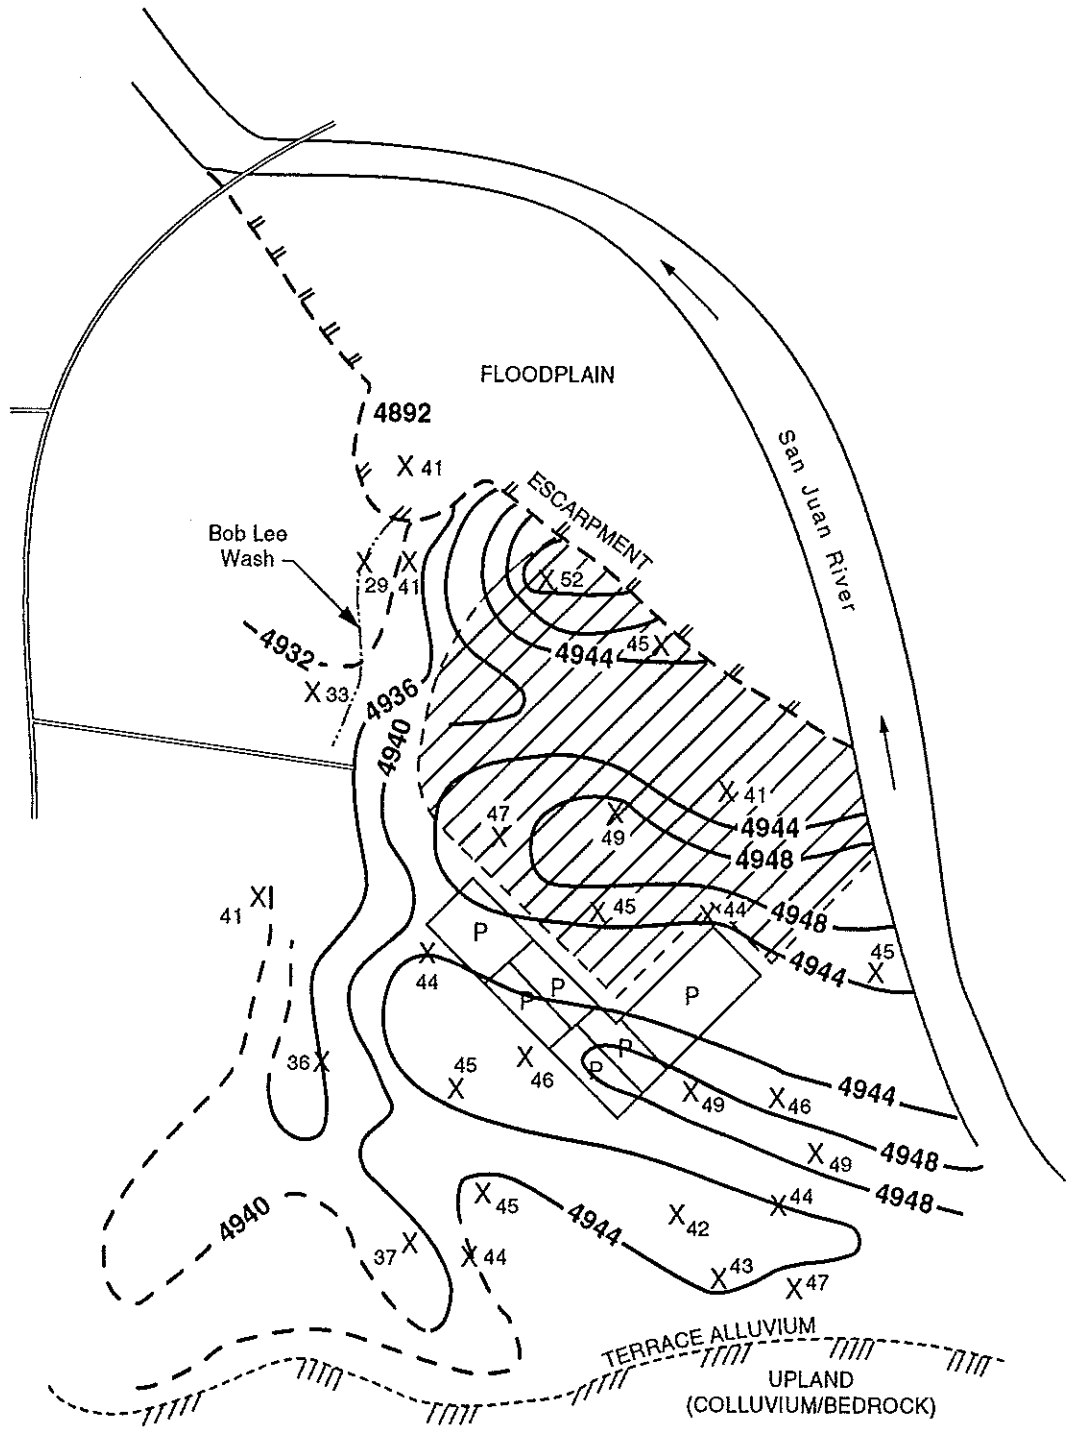 FLOODPLAIN
4892
41
San Juan River
ESCARPMENT
Bob Lee
Wash
29
41
52
4932
45
4944
33
4936
4940
41
47
4944
49
4948
41
45
44
4948
P
45
4944
44
P
P
P
36
P
45
46
P
4944
49
46
49
4948
4948
44
45
4940
4944
42
37
44
43
47
TERRACE ALLUVIUM
UPLAND
(COLLUVIUM/BEDROCK)